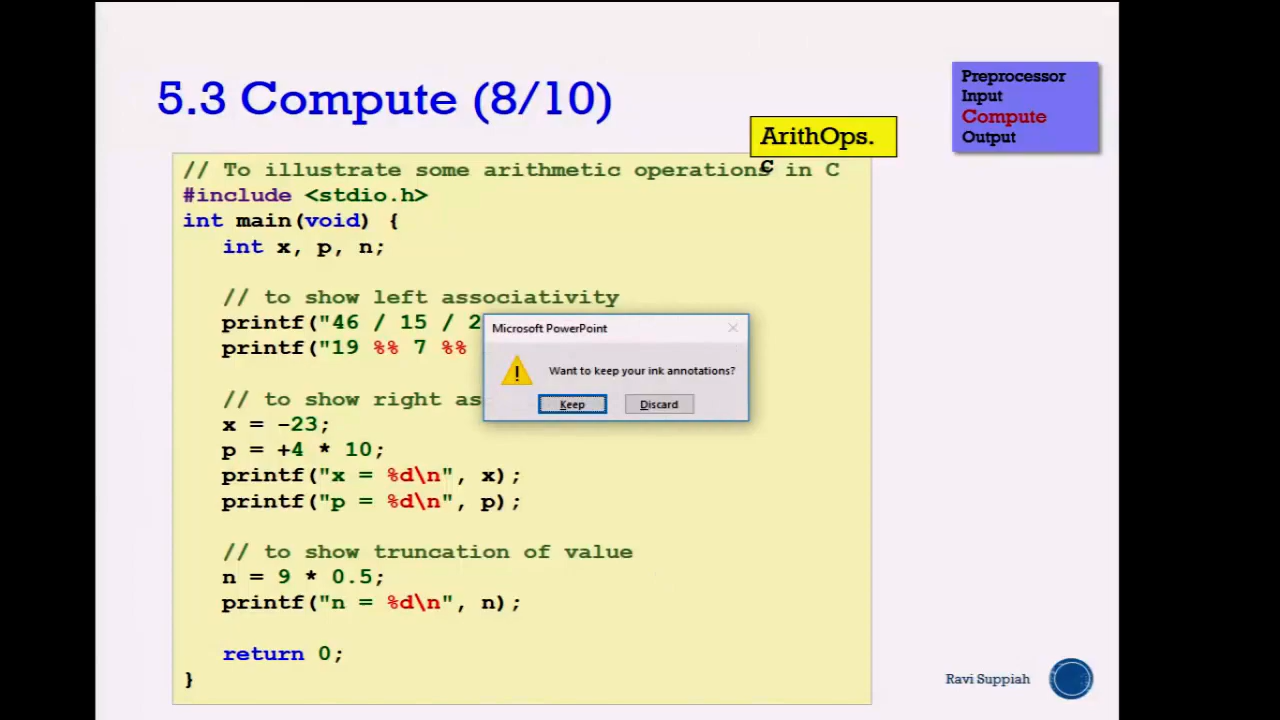 5.3 Compute (8/10)
Preprocessor
Input
Compute
Output
ArithOps.
c
// To illustrate some arithmetic operations in C
#include <stdio.h>
int main(void) {
int x, p, n;
// to show left associativity
printf("46 / 15 / 2
printf("19 %% 7 %%
// to show right as
x = -23;
p = +4 * 10;
printf("x = %d\n", x);
printf("p = %d\n", p);
// to show truncation of value
n = 9 * 0.5;
printf("n = %d\n", n);
return 0;
}
Microsoft PowerPoint
Want to keep your ink annotations?
Keep
Discard
Ravi Suppiah